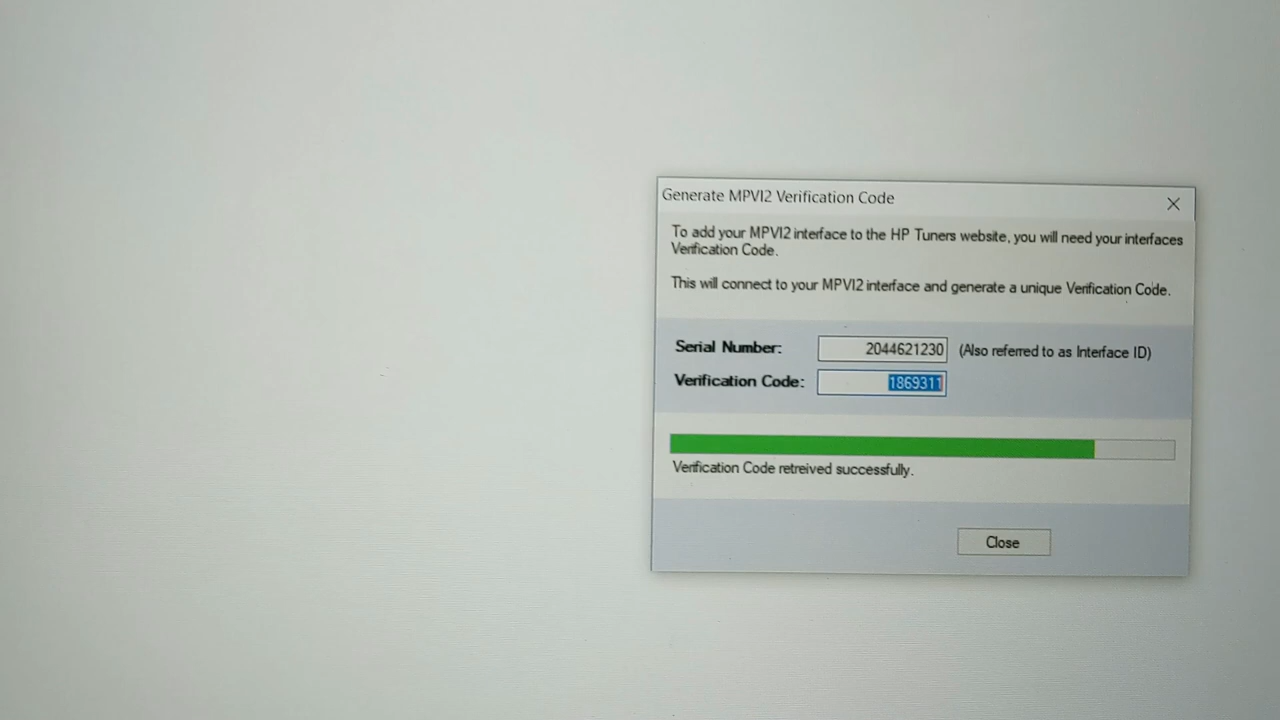 Generate MPVI2 Verification Code
To add your MPVI2 interface to the HP Tuners website, you will need your interfaces
Verification Code.
This will connect to your MPVI2 interface and generate a unique Verification Code.
Serial Number: 2044621230 (Also referred to as Interface ID)
Verification Code: 1869311
Verification Code retreived successfully.
Close